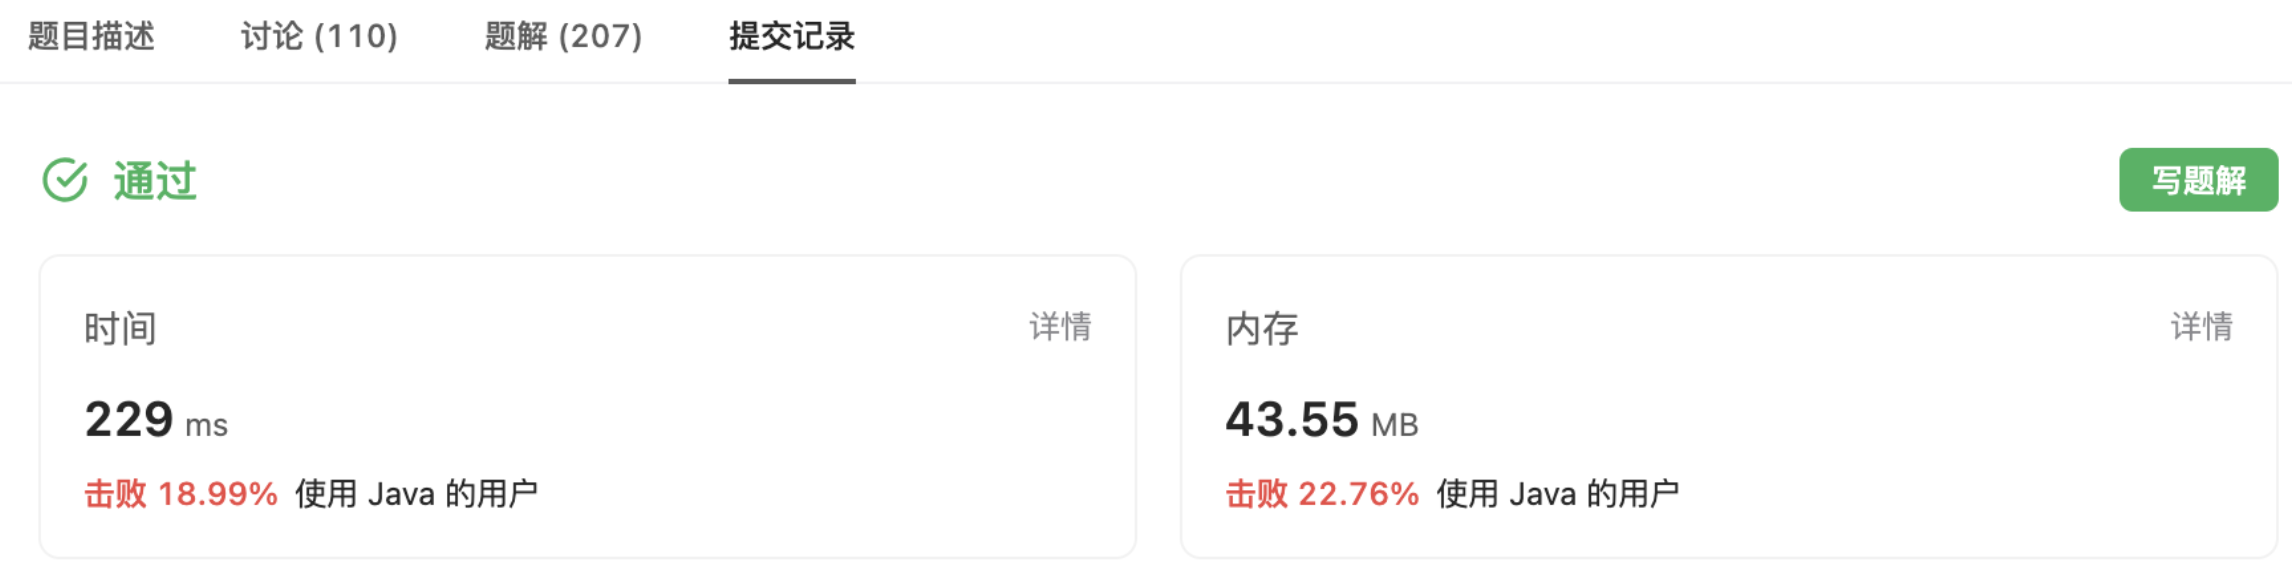 题目描述 讨论 (110) 题解 (207) 提交记录
通过 写题解
时间 详情
229 ms
击败 18.99% 使用 Java 的用户
内存 详情
43.55 MB
击败 22.76% 使用 Java 的用户